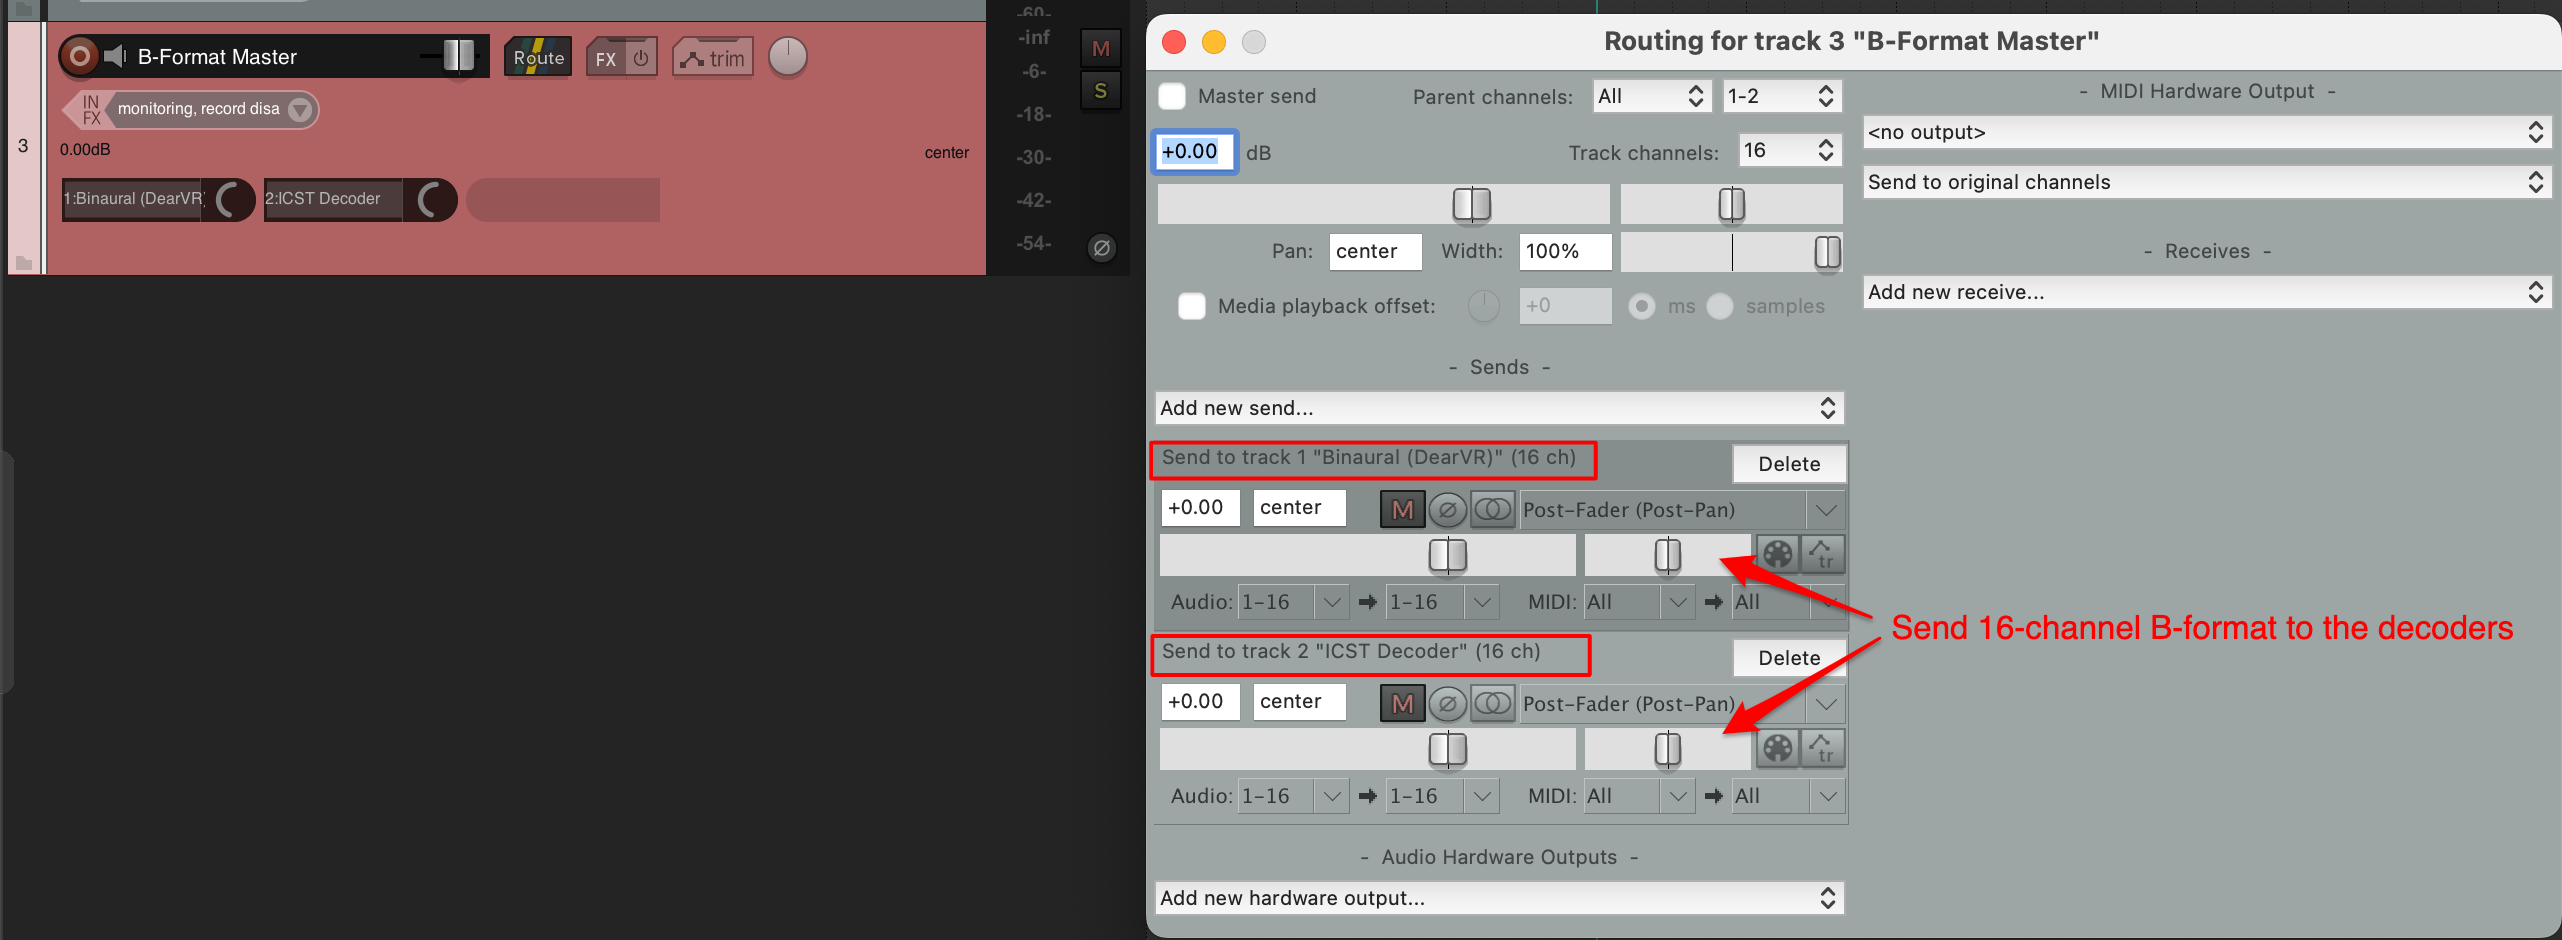 -60-
B-Format Master
Route
FX
trim
-inf
M
-6-
S
IN
FX
monitoring, record disa
-18-
3
0.00dB
center
-30-
1:Binaural (DearVR)
2:ICST Decoder
-42-
-54-
Routing for track 3 "B-Format Master"
Master send
Parent channels:
All
1-2
+0.00
dB
Track channels:
16
Pan:
center
Width:
100%
Media playback offset:
+0
ms
samples
- Sends -
Add new send...
Send to track 1 "Binaural (DearVR)" (16 ch)
Delete
+0.00
center
M
Post-Fader (Post-Pan)
tr
Audio:
1-16
1-16
MIDI:
All
All
Send to track 2 "ICST Decoder" (16 ch)
Delete
+0.00
center
M
Post-Fader (Post-Pan)
tr
Audio:
1-16
1-16
MIDI:
All
All
- Audio Hardware Outputs -
Add new hardware output...
- MIDI Hardware Output -
<no output>
Send to original channels
- Receives -
Add new receive...
Send 16-channel B-format to the decoders